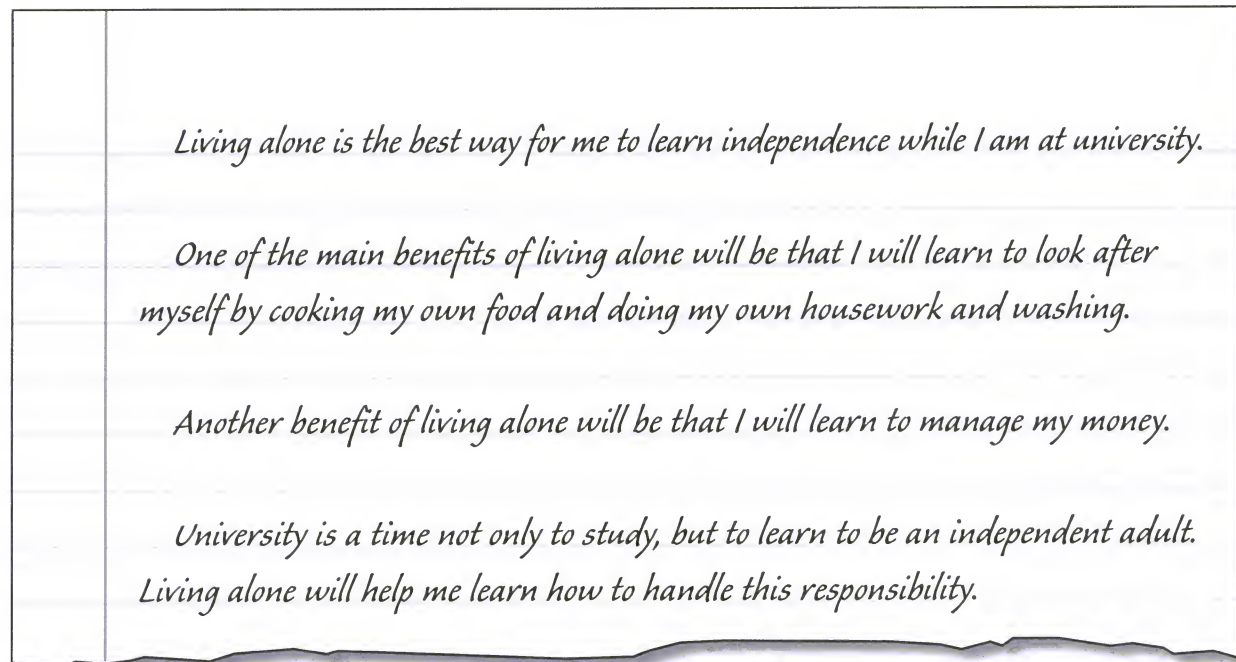 Living alone is the best way for me to learn independence while I am at university.
One of the main benefits of living alone will be that I will learn to look after
myself by cooking my own food and doing my own housework and washing.
Another benefit of living alone will be that I will learn to manage my money.
University is a time not only to study, but to learn to be an independent adult.
Living alone will help me learn how to handle this responsibility.